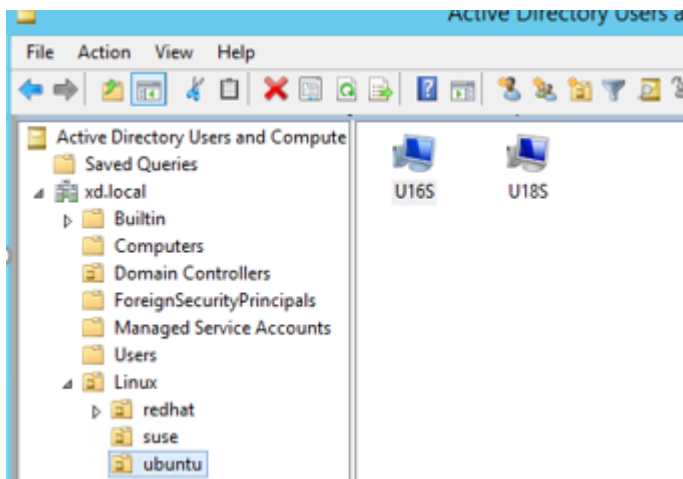 Active Directory Users a
File Action View Help
Active Directory Users and Compute
Saved Queries
xd.local
Builtin
Computers
Domain Controllers
ForeignSecurityPrincipals
Managed Service Accounts
Users
Linux
redhat
suse
ubuntu
U16S U18S